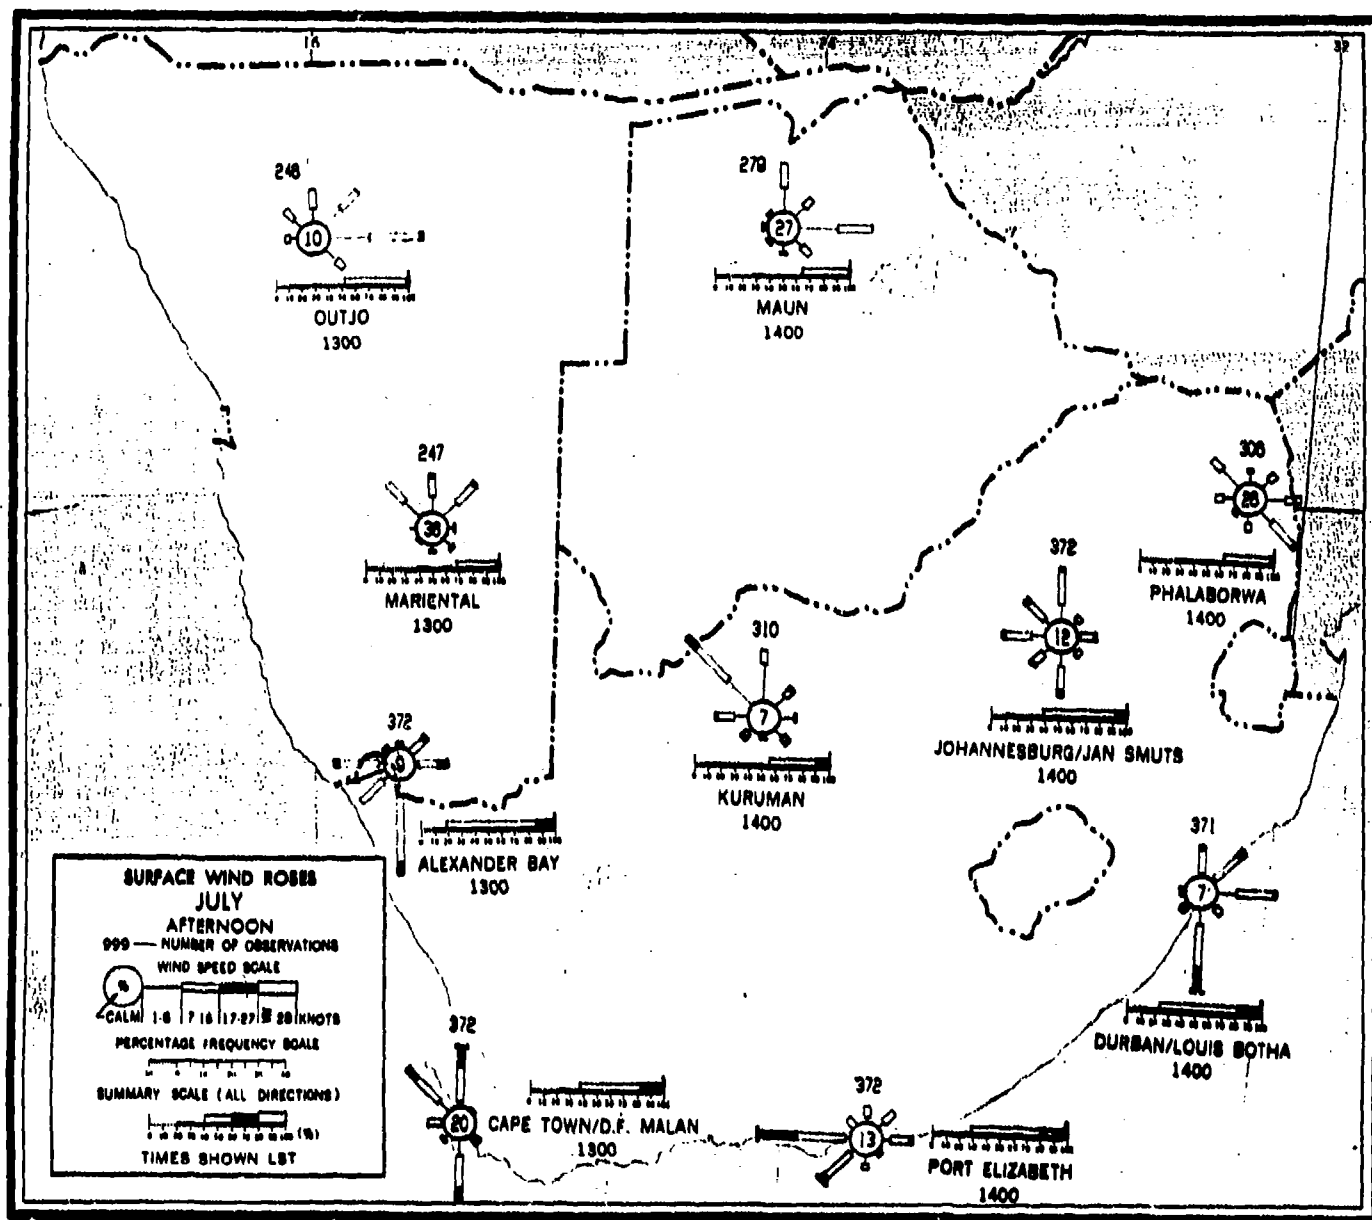 16
32
248
10
OUTJO
1300
279
27
MAUN
1400
247
38
MARIENTAL
1300
308
28
PHALABORWA
1400
372
12
JOHANNESBURG/JAN SMUTS
1400
310
7
KURUMAN
1400
372
ALEXANDER BAY
1300
371
7
DURBAN/LOUIS BOTHA
1400
372
20
CAPE TOWN/D.F. MALAN
1300
372
13
PORT ELIZABETH
1400
SURFACE WIND ROSES
JULY
AFTERNOON
999 — NUMBER OF OBSERVATIONS
WIND SPEED SCALE
%
CALM 1-6 7-16 17-27 28 KNOTS
PERCENTAGE FREQUENCY SCALE
SUMMARY SCALE (ALL DIRECTIONS)
(%)
TIMES SHOWN LST